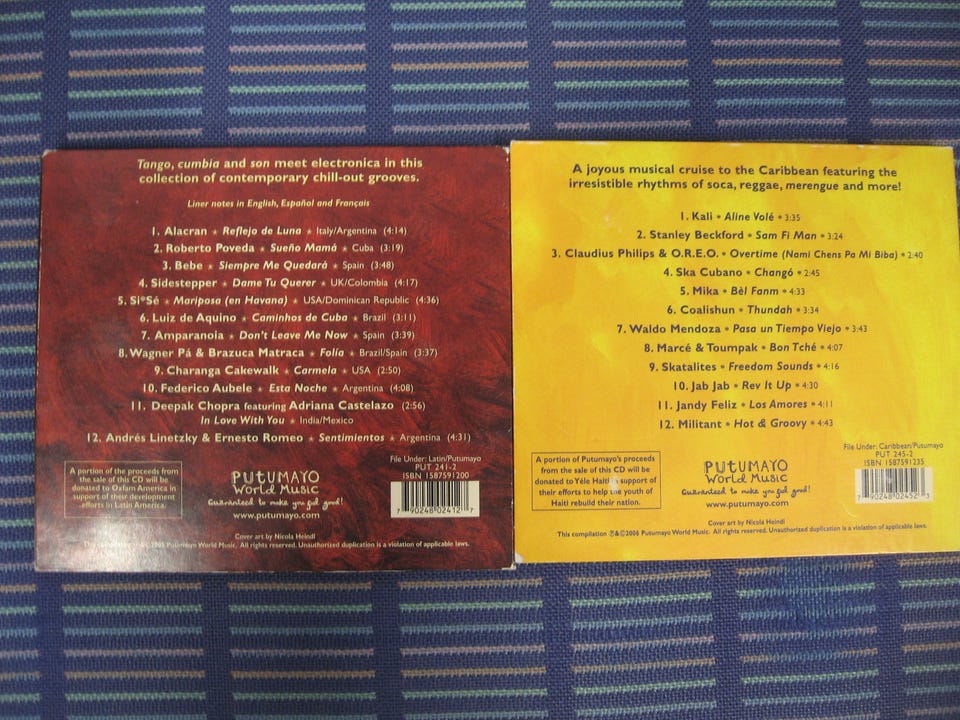 Tango, cumbia and son meet electronica in this
collection of contemporary chill-out grooves.
Liner notes in English, Español and Français
1. Alacran ★ Reflejo de Luna ★ Italy/Argentina (4:14)
2. Roberto Poveda ★ Sueño Mamá ★ Cuba (3:19)
3. Bebe ★ Siempre Me Quedará ★ Spain (3:48)
4. Sidestepper ★ Dame Tu Querer ★ UK/Colombia (4:17)
5. Si*Sé ★ Mariposa (en Havana) ★ USA/Dominican Republic (4:36)
6. Luiz de Aquino ★ Caminhos de Cuba ★ Brazil (3:11)
7. Amparanoia ★ Don't Leave Me Now ★ Spain (3:39)
8. Wagner Pá & Brazuca Matraca ★ Folía ★ Brazil/Spain (3:37)
9. Charanga Cakewalk ★ Carmela ★ USA (2:50)
10. Federico Aubele ★ Esta Noche ★ Argentina (4:08)
11. Deepak Chopra featuring Adriana Castelazo (2:56)
In Love With You ★ India/Mexico
12. Andrés Linetzky & Ernesto Romeo ★ Sentimientos ★ Argentina (4:31)
File Under: Latin/Putumayo
PUT 241-2
ISBN 1587591200
A portion of the proceeds from
the sale of this CD will be
donated to Oxfam America in
support of their development
efforts in Latin America.
PUTUMAYO
World Music
Guaranteed to make you feel good!
www.putumayo.com
7 90248 02412 7
Cover art by Nicola Heindl
This compilation ℗&©2005 Putumayo World Music. All rights reserved. Unauthorized duplication is a violation of applicable laws.
A joyous musical cruise to the Caribbean featuring the
irresistible rhythms of soca, reggae, merengue and more!
1. Kali • Aline Volé • 3:35
2. Stanley Beckford • Sam Fi Man • 3:24
3. Claudius Philips & O.R.E.O. • Overtime (Nami Chens Pa Mi Biba) • 2:40
4. Ska Cubano • Changó • 2:45
5. Mika • Bèl Fanm • 4:33
6. Coalishun • Thundah • 3:34
7. Waldo Mendoza • Pasa un Tiempo Viejo • 3:43
8. Marcé & Toumpak • Bon Tché • 4:07
9. Skatalites • Freedom Sounds • 4:16
10. Jab Jab • Rev It Up • 4:30
11. Jandy Feliz • Los Amores • 4:11
12. Militant • Hot & Groovy • 4:43
File Under: Caribbean/Putumayo
PUT 245-2
ISBN 1587591235
A portion of Putumayo's proceeds
from the sale of this CD will be
donated to Yéle Haiti in support of
their efforts to help the youth of
Haiti rebuild their nation.
PUTUMAYO
World Music
Guaranteed to make you feel good!
www.putumayo.com
7 90248 02452 3
Cover art by Nicola Heindl
This compilation ℗&©2006 Putumayo World Music. All rights reserved. Unauthorized duplication is a violation of applicable laws.